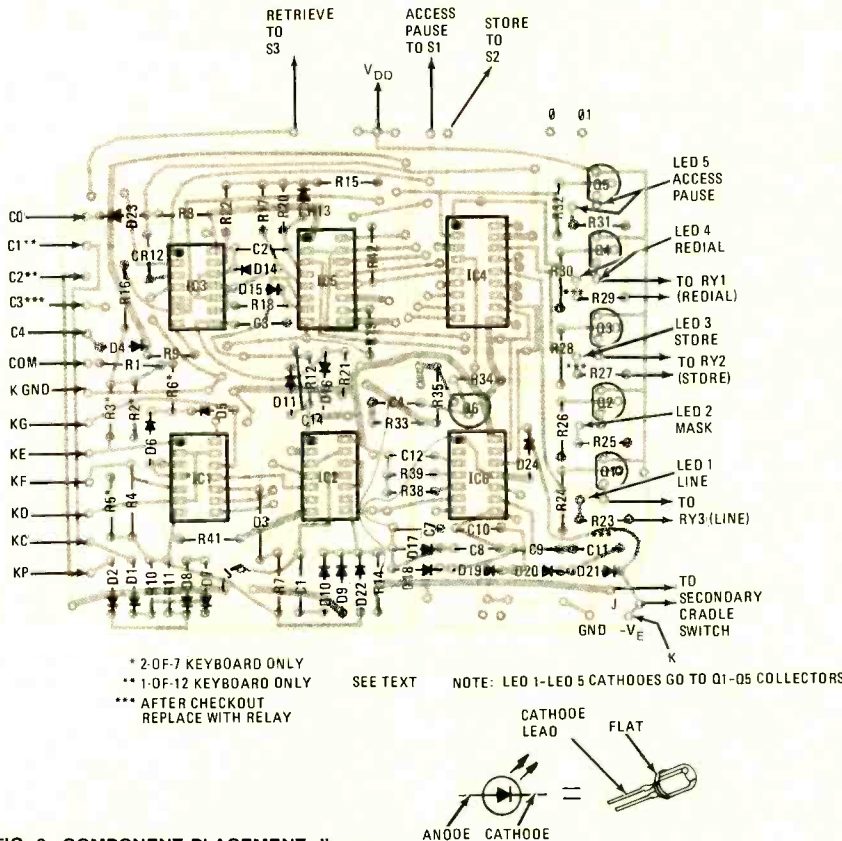 RETRIEVE
TO
S3
ACCESS
PAUSE
TO S1
STORE
TO
S2
VDD
Ø Ø1
LED 5
ACCESS
PAUSE
LED 4
REDIAL
TO RY1
(REDIAL)
LED 3
STORE
TO RY2
(STORE)
LED 2
MASK
LED 1
LINE
TO
RY3 (LINE)
TO
SECONDARY
CRADLE
SWITCH
C0
C1**
C2**
C3***
C4
COM
K GND
KG
KE
KF
KD
KC
KP
D23
R3
R15
R17
R20
R32
Q5
R31
CR12
IC3
C2
D14
D15
R18
C3
IC5
R42
IC4
Q4
R30
***
R29
R16
D4
R1
R9
Q3
R28
***
R27
R3*
R2*
R6*
D6
D5
D11
R12
R21
C14
C4
R33
R35
R34
Q6
Q2
R26
R25
IC1
IC2
C12
R39
R38
IC6
D24
Q1
R24
R23
***
R5*
R4
R41
D3
C7
C10
D17
C8
C9
C11
D2
D1
R10
R11
D8
D7
J
R7
C1
D10
D9
D22
R14
D18
D19
D20
D21
J
GND -VE
K
* 2-OF-7 KEYBOARD ONLY
** 1-OF-12 KEYBOARD ONLY SEE TEXT NOTE: LED 1-LED 5 CATHODES GO TO Q1-Q5 COLLECTORS
*** AFTER CHECKOUT
REPLACE WITH RELAY
CATHODE
LEAD
FLAT
=
ANODE CATHODE
COMPONENT PLACEMENT